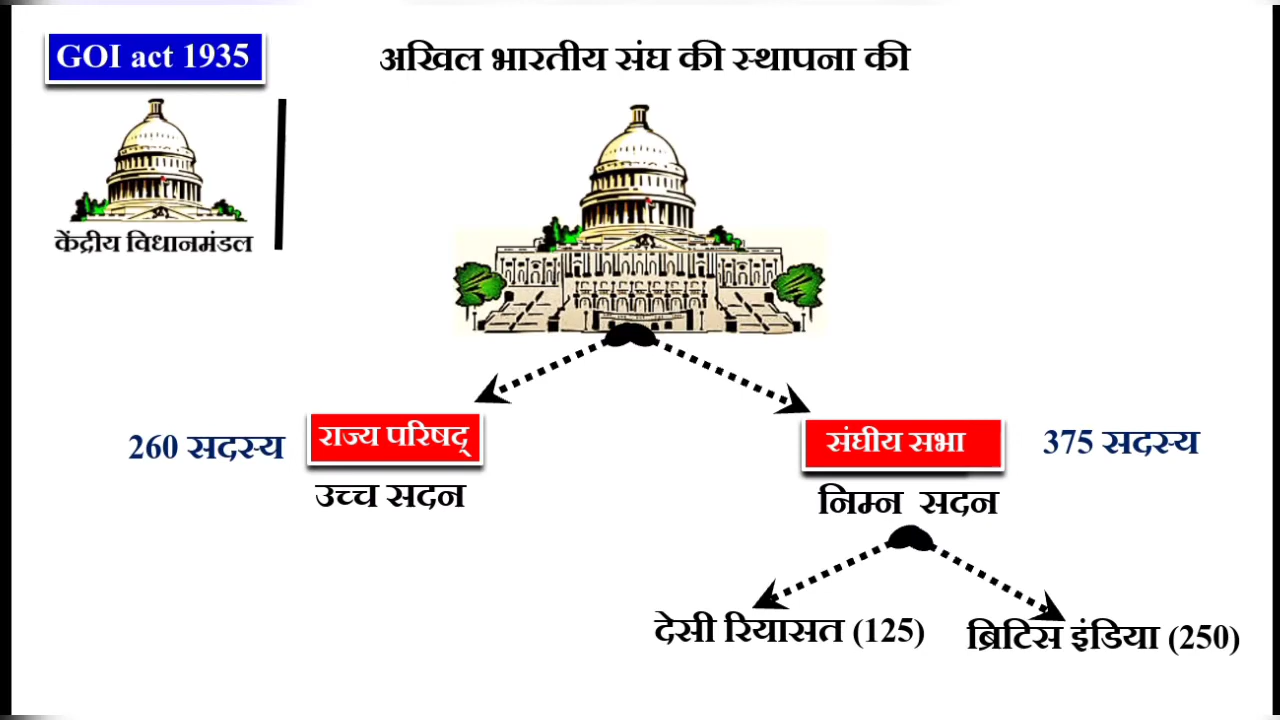 GOI act 1935
अखिल भारतीय संघ की स्थापना की
केंद्रीय विधानमंडल
260 सदस्य
राज्य परिषद्
संघीय सभा
375 सदस्य
उच्च सदन
निम्न सदन
देसी रियासत (125)
ब्रिटिस इंडिया (250)